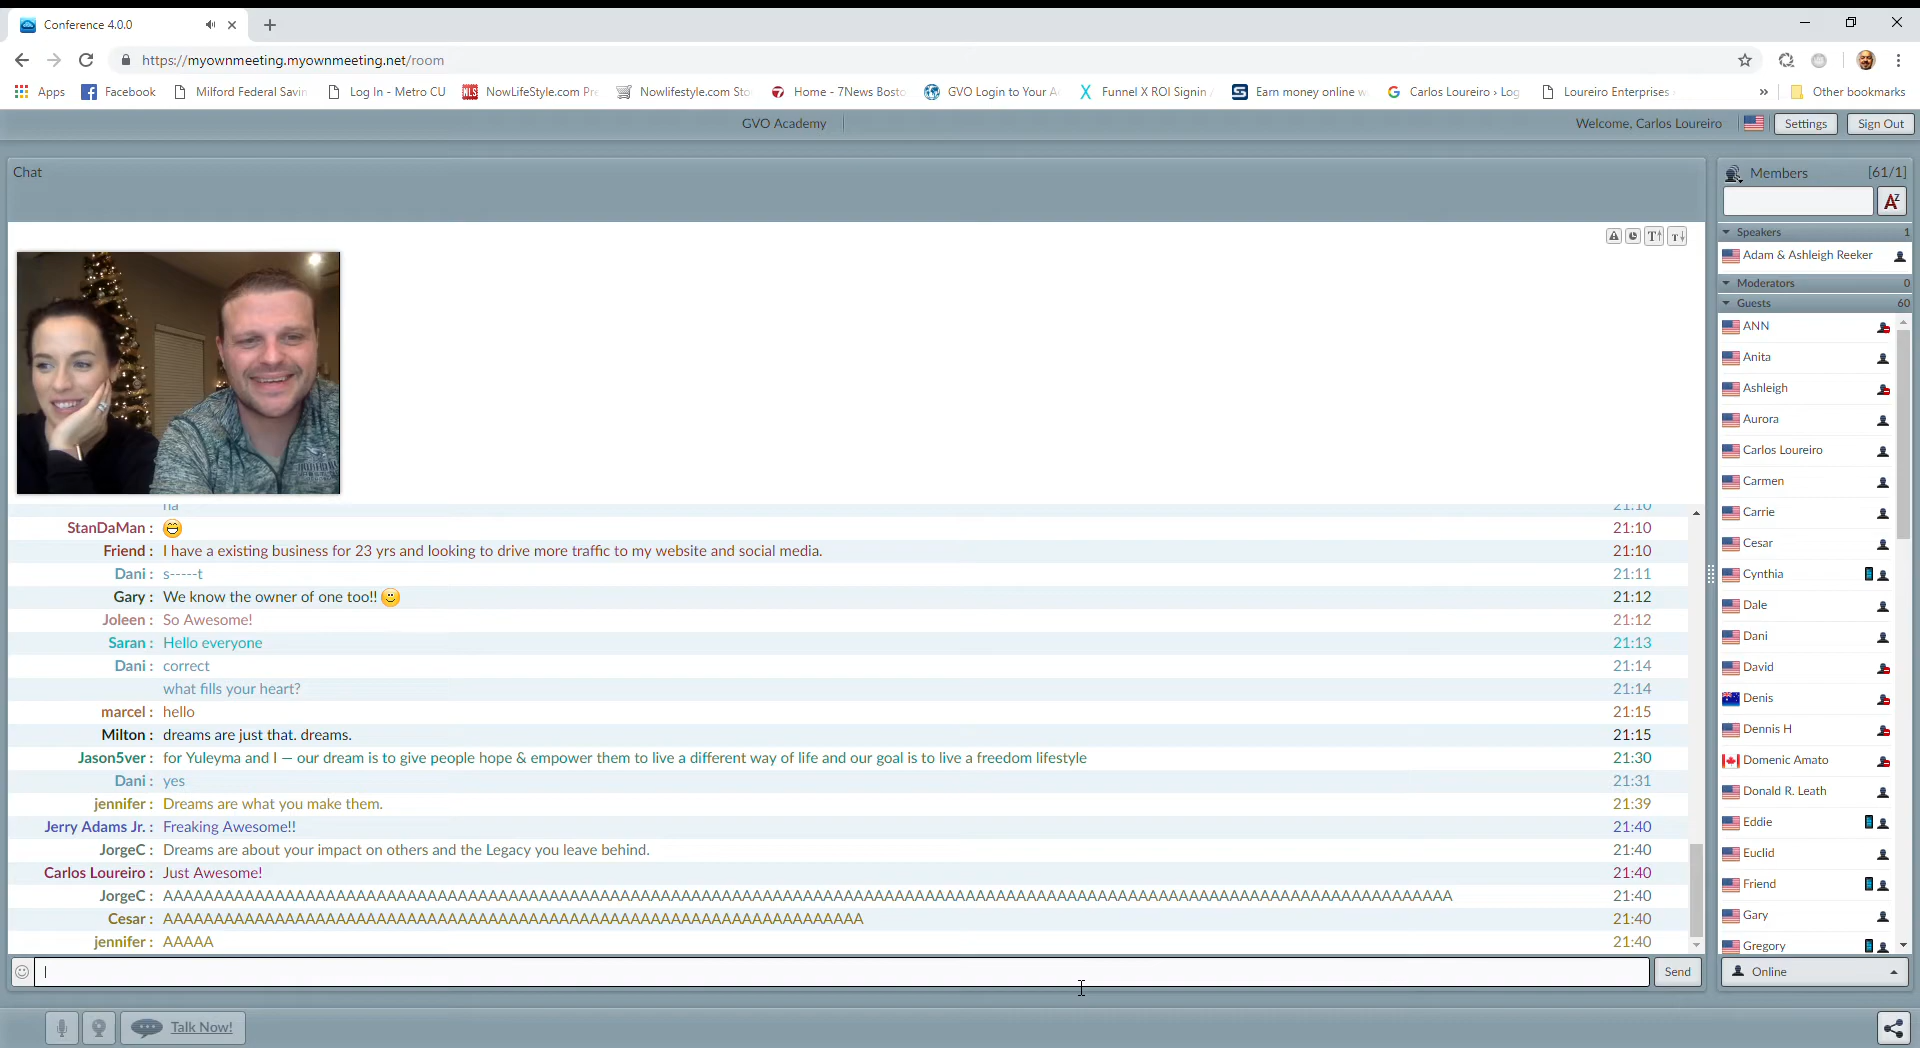 Conference 4.0.0
https://myownmeeting.myownmeeting.net/room
Apps Facebook Milford Federal Savin Log In - Metro CU NLS NowLifeStyle.com Pre Nowlifestyle.com Sto Home - 7News Bosto GVO Login to Your A Funnel X ROI Signin Earn money online w Carlos Loureiro › Log Loureiro Enterprises » Other bookmarks
GVO Academy Welcome, Carlos Loureiro Settings Sign Out
Chat
StanDaMan : 21:10
Friend : I have a existing business for 23 yrs and looking to drive more traffic to my website and social media. 21:10
Dani : s-----t 21:11
Gary : We know the owner of one too!! 21:12
Joleen : So Awesome! 21:12
Saran : Hello everyone 21:13
Dani : correct 21:14
what fills your heart? 21:14
marcel : hello 21:15
Milton : dreams are just that. dreams. 21:15
Jason5ver : for Yuleyma and I — our dream is to give people hope & empower them to live a different way of life and our goal is to live a freedom lifestyle 21:30
Dani : yes 21:31
jennifer : Dreams are what you make them. 21:39
Jerry Adams Jr. : Freaking Awesome!! 21:40
JorgeC : Dreams are about your impact on others and the Legacy you leave behind. 21:40
Carlos Loureiro : Just Awesome! 21:40
JorgeC : 21:40
Cesar : 21:40
jennifer : AAAAA 21:40
Send
Talk Now!
Members [61/1]
Speakers 1
Adam & Ashleigh Reeker
Moderators 0
Guests 60
ANN
Anita
Ashleigh
Aurora
Carlos Loureiro
Carmen
Carrie
Cesar
Cynthia
Dale
Dani
David
Denis
Dennis H
Domenic Amato
Donald R. Leath
Eddie
Euclid
Friend
Gary
Gregory
Online